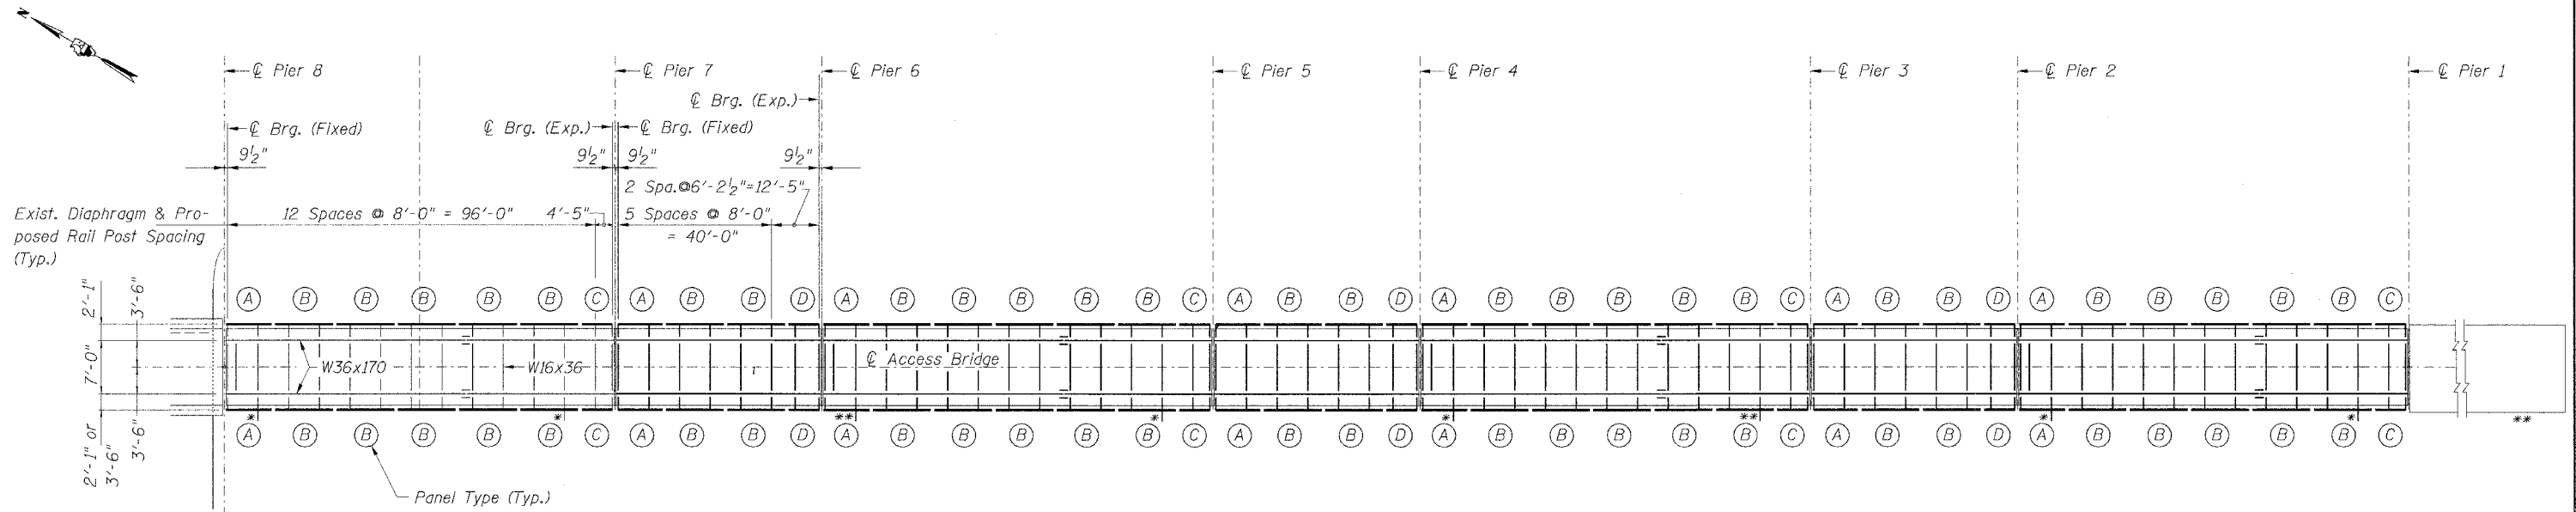 N
℄ Pier 8
℄ Pier 7
℄ Pier 6
℄ Pier 5
℄ Pier 4
℄ Pier 3
℄ Pier 2
℄ Pier 1
℄ Brg. (Exp.)
℄ Brg. (Fixed)
℄ Brg. (Exp.)
℄ Brg. (Fixed)
9½"
9½"
9½"
9½"
2 Spa.@6'-2½"=12'-5"
Exist. Diaphragm & Pro-
posed Rail Post Spacing
(Typ.)
12 Spaces @ 8'-0" = 96'-0"
4'-5"
5 Spaces @ 8'-0"
= 40'-0"
2'-1"
3'-6"
7'-0"
2'-1" or
3'-6"
3'-6"
A B B B B B C A B B D A B B B B B C A B B D A B B B B B C A B B D A B B B B B C
W36x170
W16x36
℄ Access Bridge
* * ** * * ** * * **
A B B B B B C A B B D A B B B B B C A B B D A B B B B B C A B B D A B B B B B C
Panel Type (Typ.)